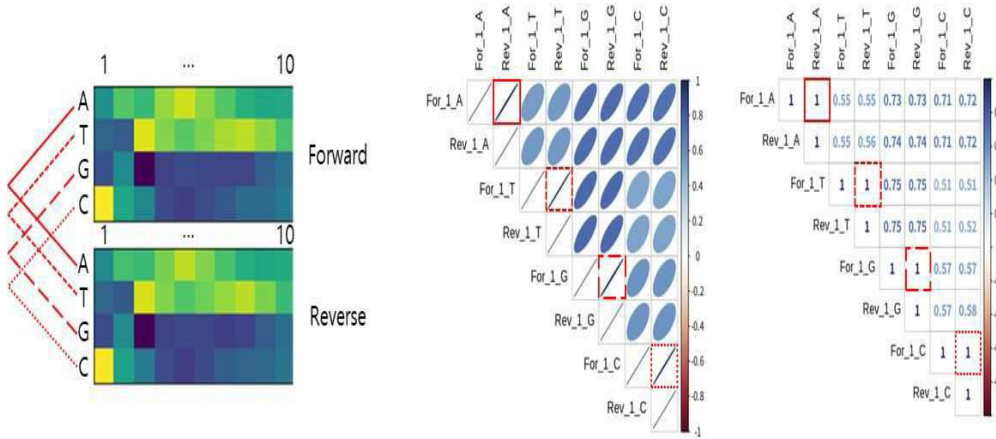 1 ... 10
A
T
G
C
Forward
1 ... 10
A
T
G
C
Reverse
For_1_A Rev_1_A For_1_T Rev_1_T For_1_G Rev_1_G For_1_C Rev_1_C
For_1_A
Rev_1_A
For_1_T
Rev_1_T
For_1_G
Rev_1_G
For_1_C
Rev_1_C
1
0.8
0.6
0.4
0.2
0
-0.2
-0.4
-0.6
-0.8
-1
For_1_A Rev_1_A For_1_T Rev_1_T For_1_G Rev_1_G For_1_C Rev_1_C
For_1_A 1 1 0.55 0.55 0.73 0.73 0.71 0.72
Rev_1_A 1 0.55 0.56 0.74 0.74 0.71 0.72
For_1_T 1 1 0.75 0.75 0.51 0.51
Rev_1_T 1 0.75 0.75 0.51 0.52
For_1_G 1 1 0.57 0.57
Rev_1_G 1 0.57 0.58
For_1_C 1 1
Rev_1_C 1